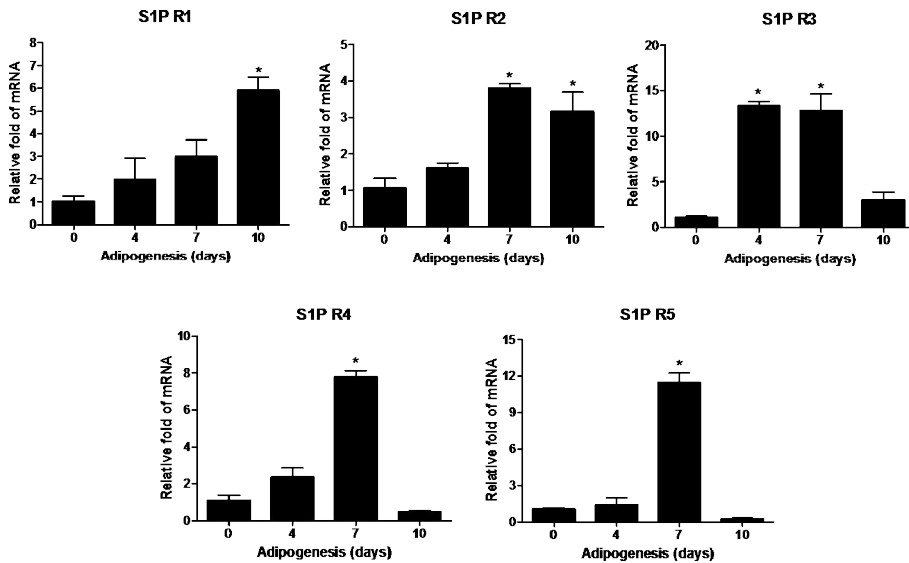 S1P R1
Relative fold of mRNA
8
7
6
5
4
3
2
1
0
*
0 4 7 10
Adipogenesis (days)
S1P R2
Relative fold of mRNA
5
4
3
2
1
0
* *
0 4 7 10
Adipogenesis (days)
S1P R3
Relative fold of mRNA
20
15
10
5
0
* *
0 4 7 10
Adipogenesis (days)
S1P R4
Relative fold of mRNA
10
8
6
4
2
0
*
0 4 7 10
Adipogenesis (days)
S1P R5
Relative fold of mRNA
15
12
9
6
3
0
*
0 4 7 10
Adipogenesis (days)